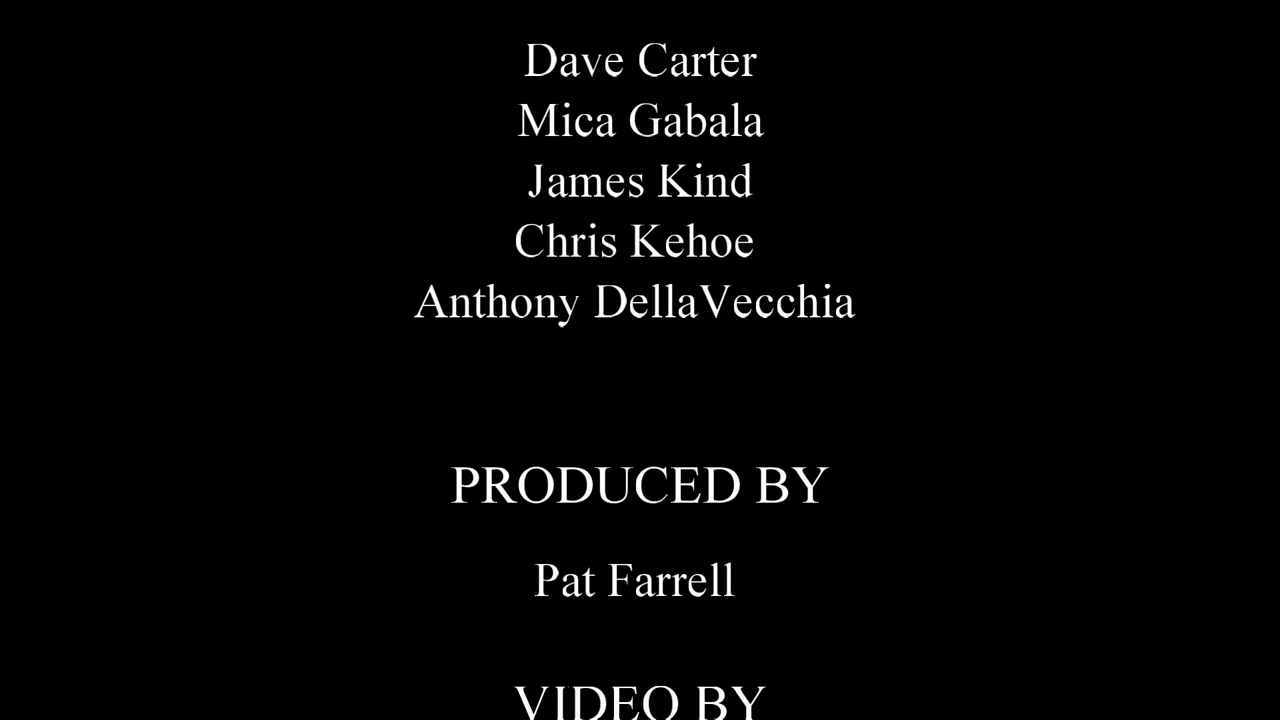 Dave Carter
Mica Gabala
James Kind
Chris Kehoe
Anthony DellaVecchia
PRODUCED BY
Pat Farrell
VIDEO BY